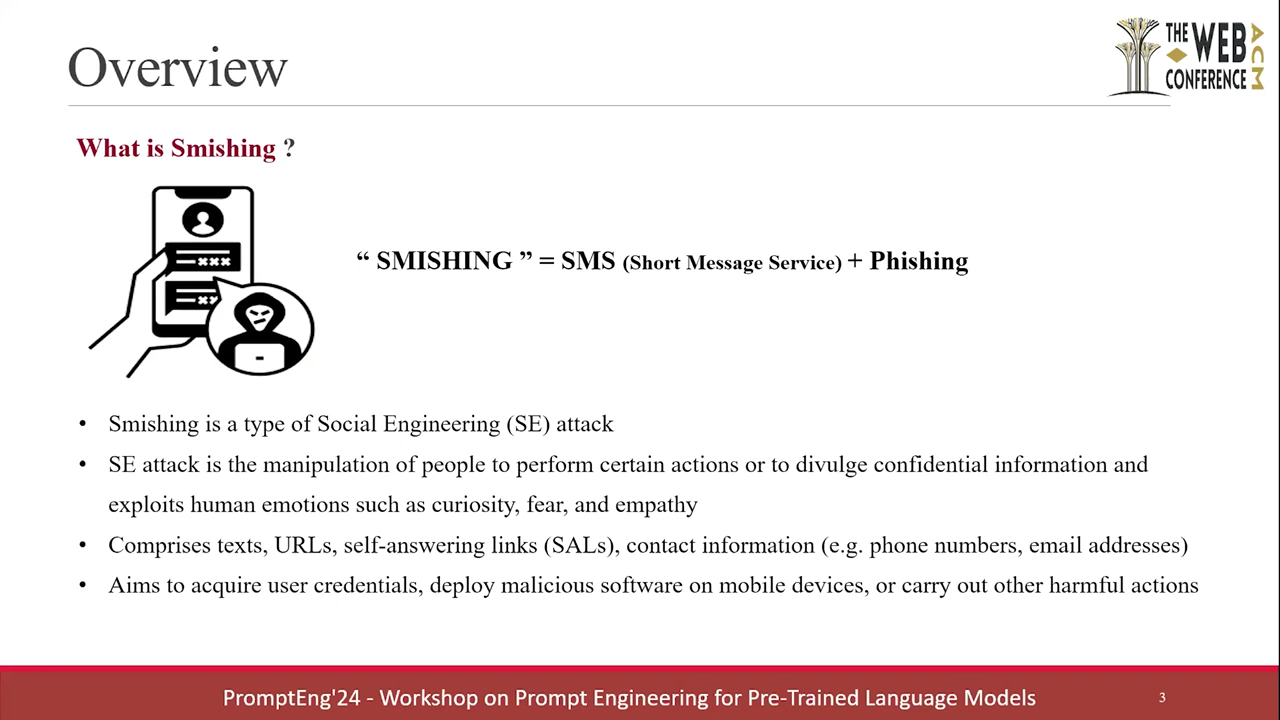 Overview
THE WEB CONFERENCE ACM
What is Smishing ?
“ SMISHING ” = SMS (Short Message Service) + Phishing
• Smishing is a type of Social Engineering (SE) attack
• SE attack is the manipulation of people to perform certain actions or to divulge confidential information and
exploits human emotions such as curiosity, fear, and empathy
• Comprises texts, URLs, self-answering links (SALs), contact information (e.g. phone numbers, email addresses)
• Aims to acquire user credentials, deploy malicious software on mobile devices, or carry out other harmful actions
PromptEng'24 - Workshop on Prompt Engineering for Pre-Trained Language Models
3